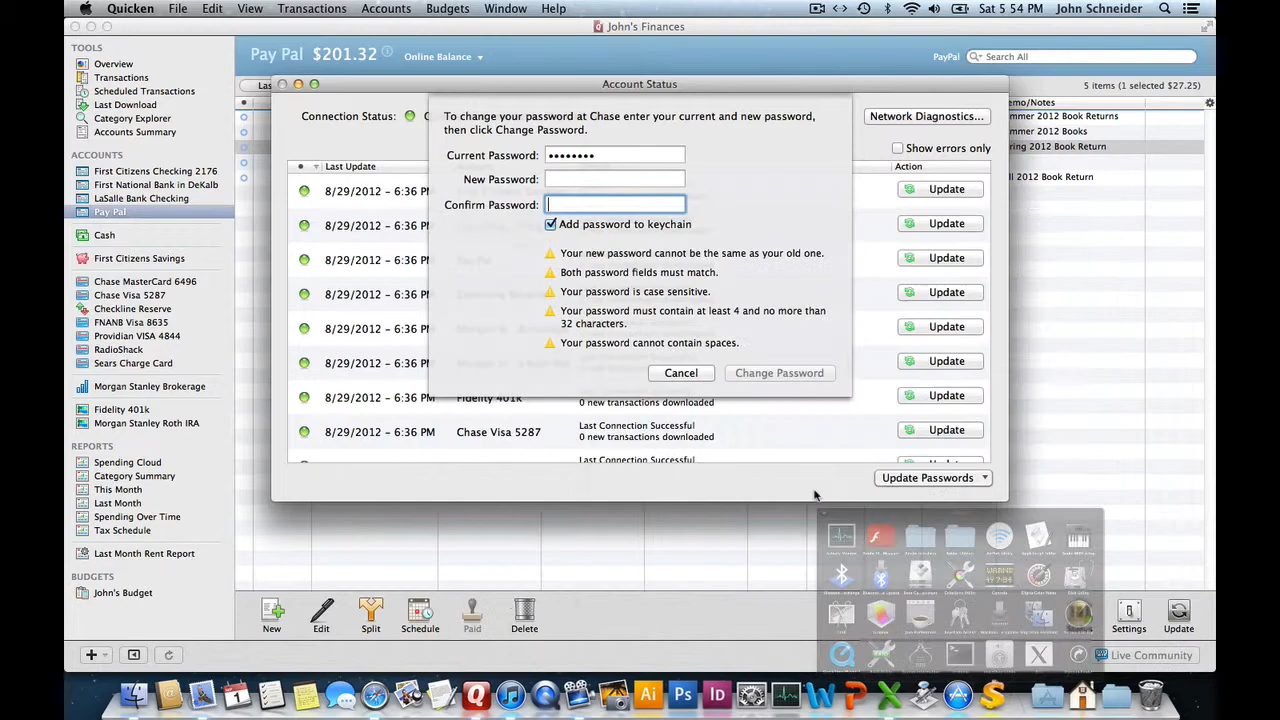 Quicken File Edit View Transactions Accounts Budgets Window Help Sat 5 54 PM John Schneider
John's Finances
TOOLS
Overview
Transactions
Scheduled Transactions
Last Download
Category Explorer
Accounts Summary
ACCOUNTS
First Citizens Checking 2176
First National Bank in DeKalb
LaSalle Bank Checking
Pay Pal
Cash
First Citizens Savings
Chase MasterCard 6496
Chase Visa 5287
Checkline Reserve
FNANB Visa 8635
Providian VISA 4844
RadioShack
Sears Charge Card
Morgan Stanley Brokerage
Fidelity 401k
Morgan Stanley Roth IRA
REPORTS
Spending Cloud
Category Summary
This Month
Last Month
Spending Over Time
Tax Schedule
Last Month Rent Report
BUDGETS
John's Budget
Pay Pal $201.32 Online Balance PayPal Search All
Las 5 items (1 selected $27.25)
emo/Notes
mmer 2012 Book Returns
mmer 2012 Books
ring 2012 Book Return
ll 2012 Book Return
Account Status
Connection Status: Network Diagnostics...
Show errors only
Last Update Action
8/29/2012 - 6:36 PM Update
8/29/2012 - 6:36 PM Update
8/29/2012 - 6:36 PM Update
8/29/2012 - 6:36 PM Update
8/29/2012 - 6:36 PM Update
8/29/2012 - 6:36 PM Update
8/29/2012 - 6:36 PM Fidelity 401k 0 new transactions downloaded Update
8/29/2012 - 6:36 PM Chase Visa 5287 Last Connection Successful Update
0 new transactions downloaded
Last Connection Successful
Update Passwords
To change your password at Chase enter your current and new password,
then click Change Password.
Current Password: ••••••••
New Password:
Confirm Password:
Add password to keychain
Your new password cannot be the same as your old one.
Both password fields must match.
Your password is case sensitive.
Your password must contain at least 4 and no more than
32 characters.
Your password cannot contain spaces.
Cancel Change Password
New Edit Split Schedule Paid Delete Settings Update
Live Community